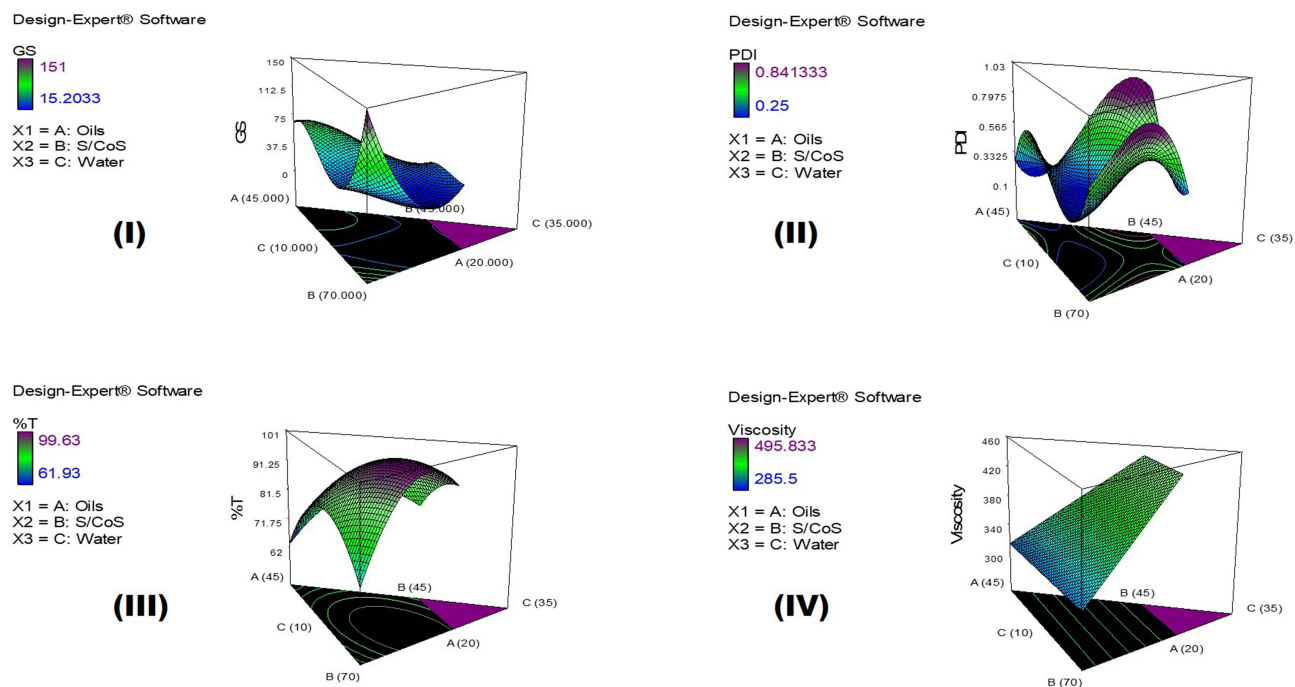 Design-Expert® Software
GS
151
15.2033
X1 = A: Oils
X2 = B: S/CoS
X3 = C: Water
(I)
150
112.5
75
37.5
0
GS
A (45.000)
C (10.000)
B (70.000)
A (20.000)
C (35.000)
Design-Expert® Software
PDI
0.841333
0.25
X1 = A: Oils
X2 = B: S/CoS
X3 = C: Water
(II)
1.03
0.7975
0.565
0.3325
0.1
PDI
A (45)
B (45)
C (35)
C (10)
A (20)
B (70)
Design-Expert® Software
%T
99.63
61.93
X1 = A: Oils
X2 = B: S/CoS
X3 = C: Water
(III)
101
91.25
81.5
71.75
62
%T
A (45)
B (45)
C (35)
C (10)
A (20)
B (70)
Design-Expert® Software
Viscosity
495.833
285.5
X1 = A: Oils
X2 = B: S/CoS
X3 = C: Water
(IV)
460
420
380
340
300
Viscosity
A (45)
B (45)
C (35)
C (10)
A (20)
B (70)